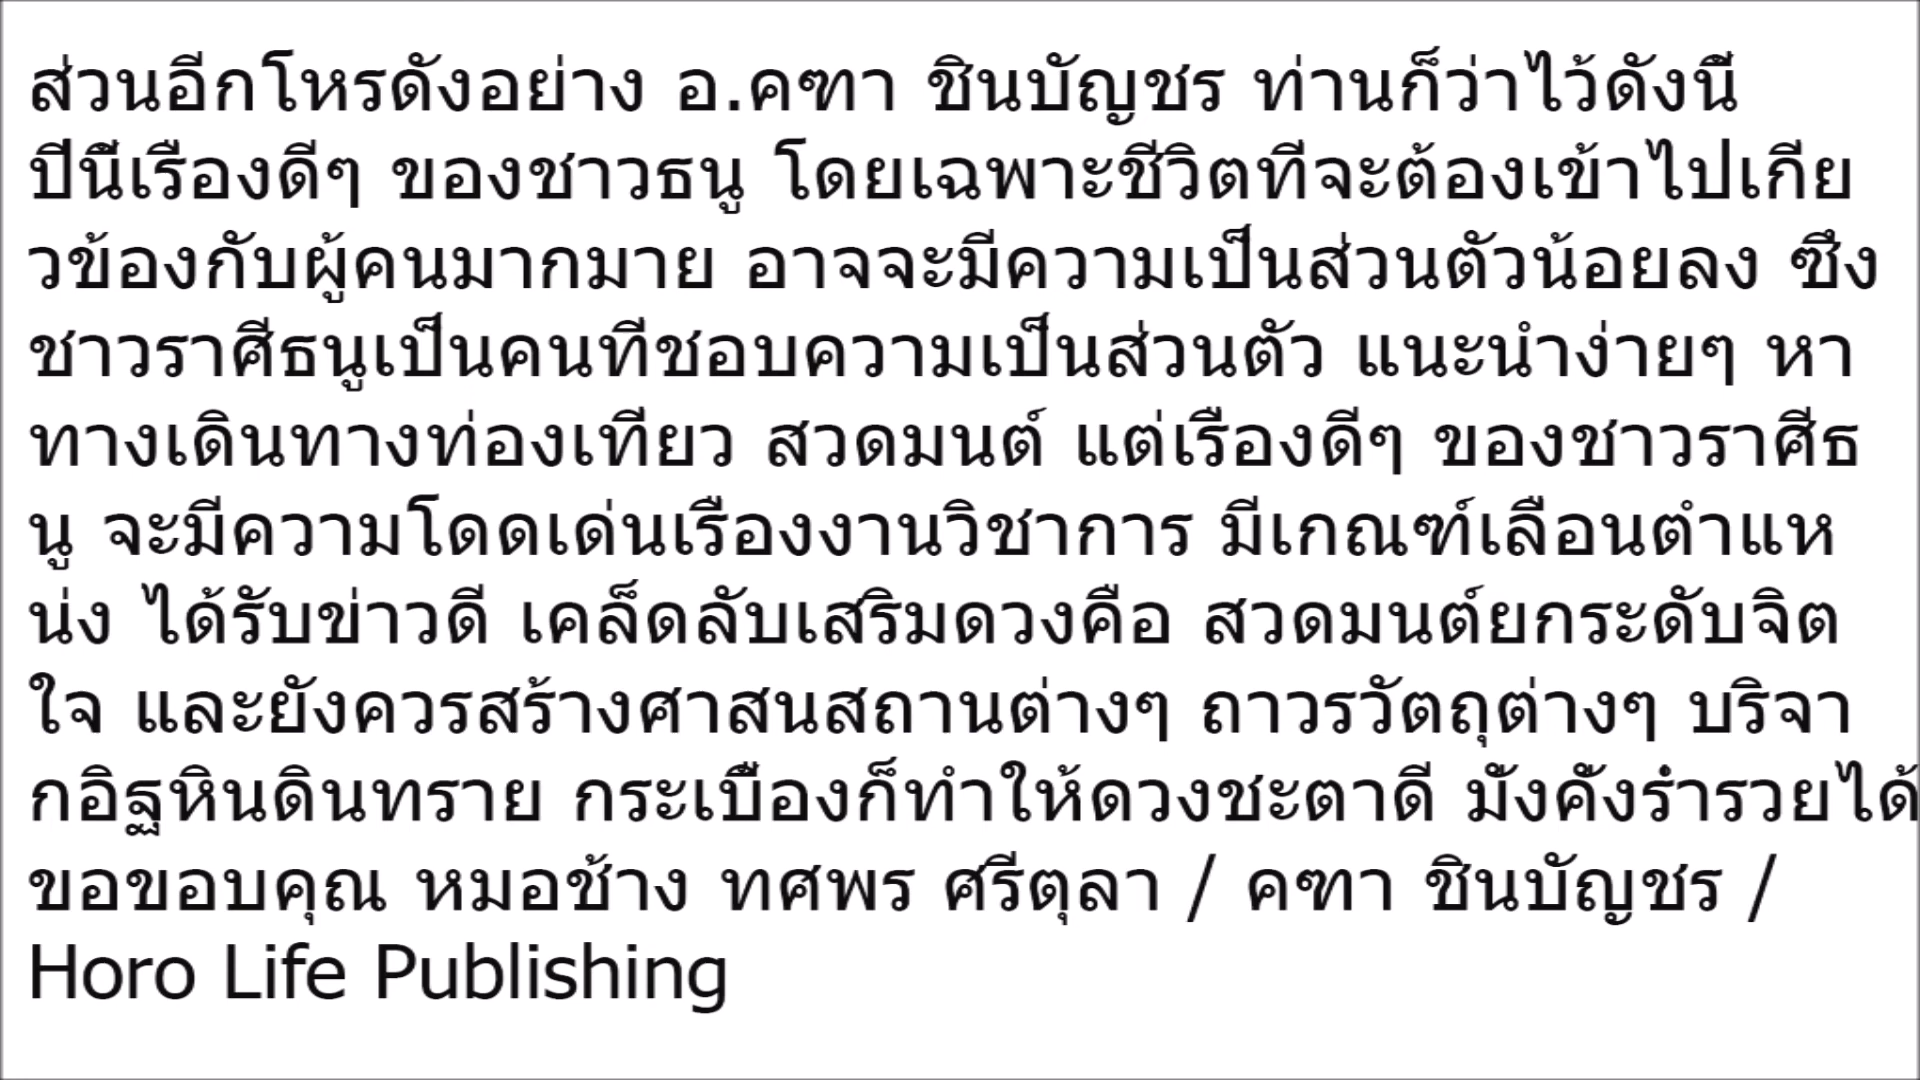 ส่วนอีกโหรดังอย่าง อ.คฑา ชินบัญชร ท่านก็ว่าไว้ดังนี้
ปีนี้เรื่องดีๆ ของชาวธนู โดยเฉพาะชีวิตที่จะต้องเข้าไปเกี่ย
วข้องกับผู้คนมากมาย อาจจะมีความเป็นส่วนตัวน้อยลง ซึ่ง
ชาวราศีธนูเป็นคนที่ชอบความเป็นส่วนตัว แนะนำง่ายๆ หา
ทางเดินทางท่องเที่ยว สวดมนต์ แต่เรื่องดีๆ ของชาวราศีธ
นู จะมีความโดดเด่นเรื่องงานวิชาการ มีเกณฑ์เลื่อนตำแห
น่ง ได้รับข่าวดี เคล็ดลับเสริมดวงคือ สวดมนต์ยกระดับจิต
ใจ และยังควรสร้างศาสนสถานต่างๆ ถาวรวัตถุต่างๆ บริจา
กอิฐหินดินทราย กระเบื้องก็ทำให้ดวงชะตาดี มั่งคั่งร่ำรวยได้
ขอขอบคุณ หมอช้าง ทศพร ศรีตุลา / คฑา ชินบัญชร /
Horo Life Publishing